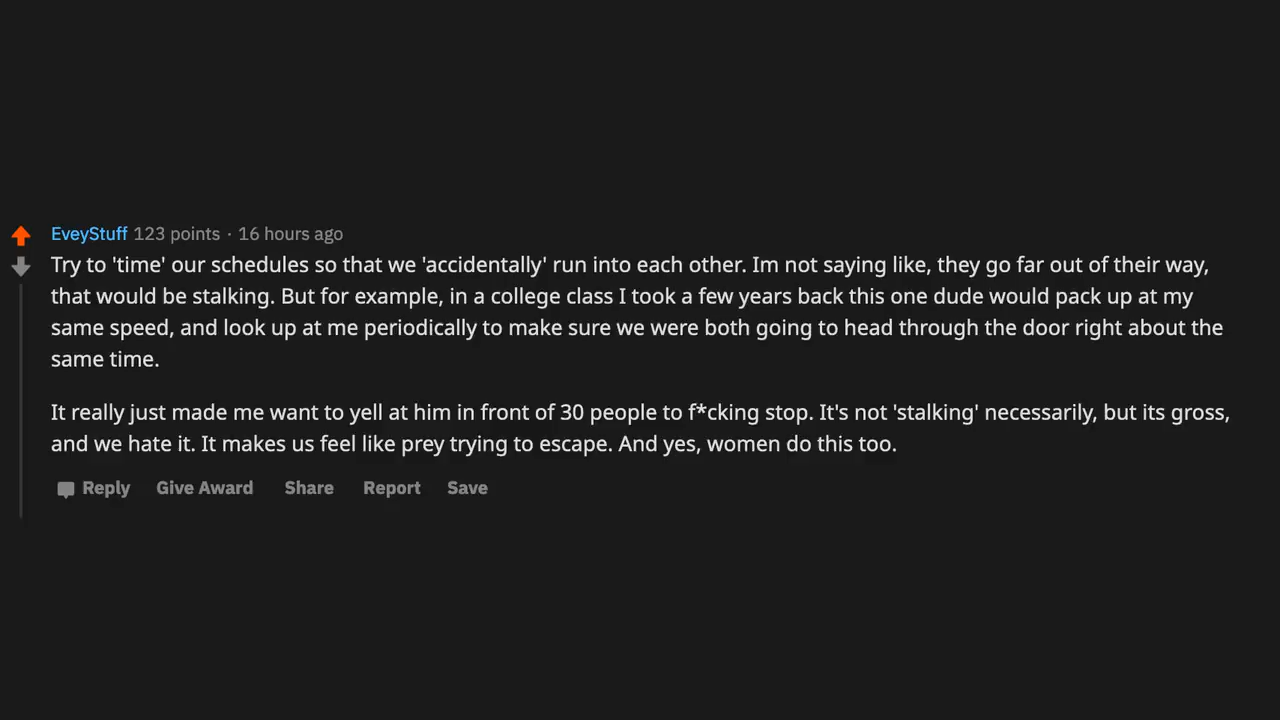 EveyStuff 123 points · 16 hours ago
Try to 'time' our schedules so that we 'accidentally' run into each other. Im not saying like, they go far out of their way,
that would be stalking. But for example, in a college class I took a few years back this one dude would pack up at my
same speed, and look up at me periodically to make sure we were both going to head through the door right about the
same time.
It really just made me want to yell at him in front of 30 people to f*cking stop. It's not 'stalking' necessarily, but its gross,
and we hate it. It makes us feel like prey trying to escape. And yes, women do this too.
Reply Give Award Share Report Save